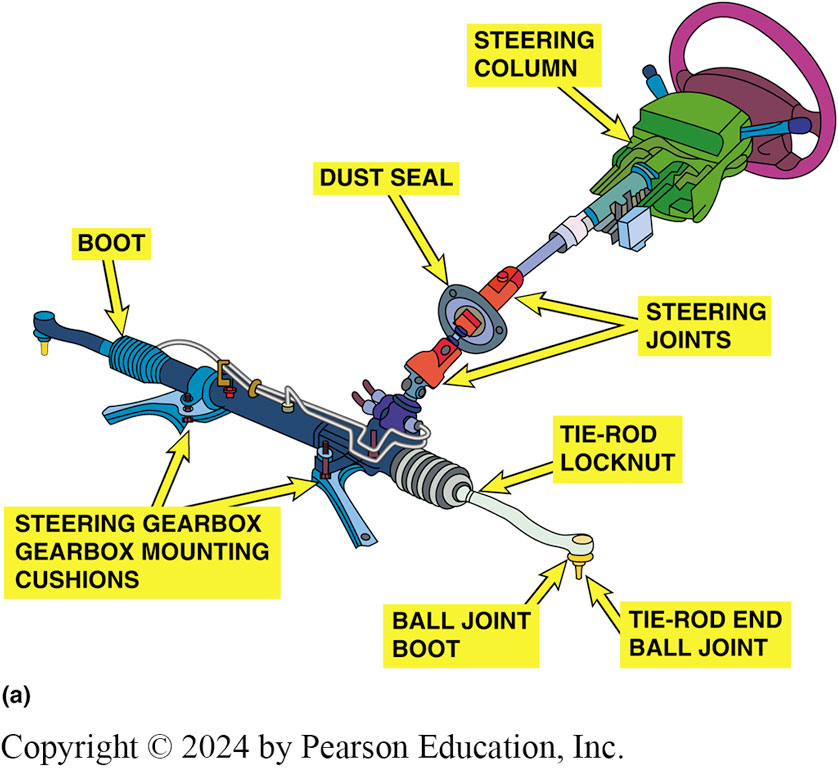 STEERING
COLUMN
DUST SEAL
BOOT
STEERING
JOINTS
TIE-ROD
LOCKNUT
STEERING GEARBOX
GEARBOX MOUNTING
CUSHIONS
BALL JOINT
BOOT
TIE-ROD END
BALL JOINT
(a)
Copyright © 2024 by Pearson Education, Inc.